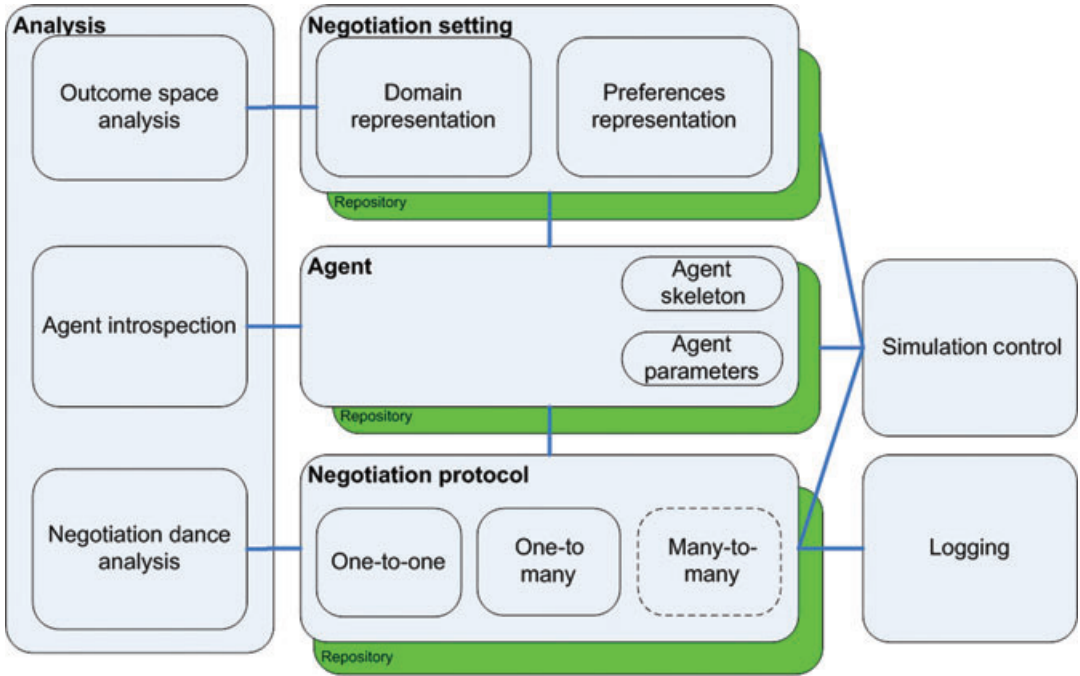 Analysis
Outcome space
analysis
Agent introspection
Negotiation dance
analysis
Negotiation setting
Domain
representation
Preferences
representation
Repository
Agent
Agent
skeleton
Agent
parameters
Repository
Negotiation protocol
One-to-one
One-to
many
Many-to-
many
Repository
Simulation control
Logging